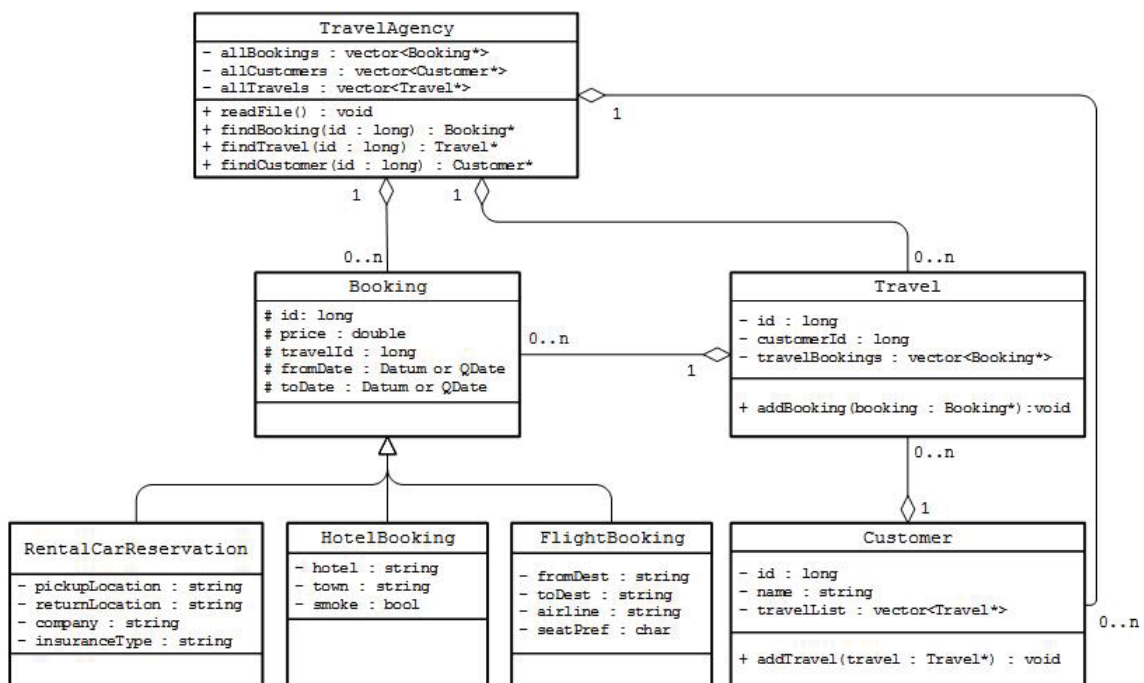 TravelAgency
- allBookings : vector<Booking*>
- allCustomers : vector<Customer*>
- allTravels : vector<Travel*>
+ readFile() : void
+ findBooking(id : long) : Booking*
+ findTravel(id : long) : Travel*
+ findCustomer(id : long) : Customer*
1
1
1
0..n
0..n
Booking
# id: long
# price : double
# travelId : long
# fromDate : Datum or QDate
# toDate : Datum or QDate
0..n
1
Travel
- id : long
- customerId : long
- travelBookings : vector<Booking*>
+ addBooking(booking : Booking*):void
0..n
1
RentalCarReservation
- pickupLocation : string
- returnLocation : string
- company : string
- insuranceType : string
HotelBooking
- hotel : string
- town : string
- smoke : bool
FlightBooking
- fromDest : string
- toDest : string
- airline : string
- seatPref : char
Customer
- id : long
- name : string
- travelList : vector<Travel*>
+ addTravel(travel : Travel*) : void
0..n